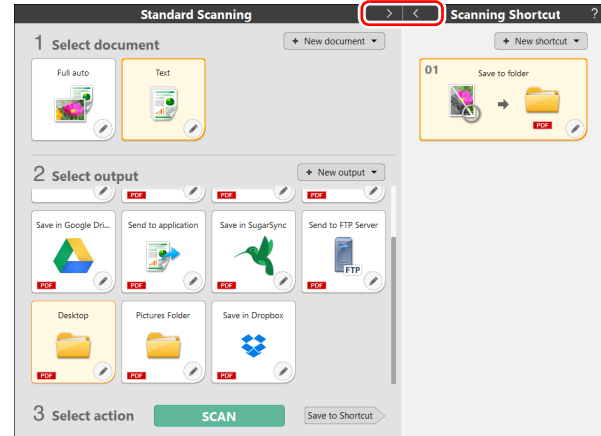 Standard Scanning
> <
Scanning Shortcut
?
1 Select document
+ New document
+ New shortcut
Full auto
Text
01
Save to folder
PDF
2 Select output
+ New output
PDF
PDF
PDF
PDF
Save in Google Dri...
Send to application
Save in SugarSync
Send to FTP Server
FTP
PDF
PDF
PDF
PDF
Desktop
Pictures Folder
Save in Dropbox
PDF
PDF
PDF
3 Select action
SCAN
Save to Shortcut